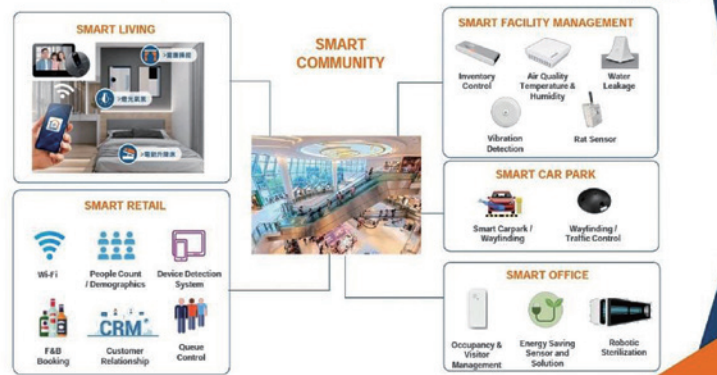 SMART LIVING
SMART
COMMUNITY
SMART FACILITY MANAGEMENT
Inventory
Control
Air Quality
Temperature &
Humidity
Water
Leakage
Vibration
Detection
Rat Sensor
SMART RETAIL
Wi-Fi
People Count
/ Demographics
Device Detection
System
F&B
Booking
CRM
Customer
Relationship
Queue
Control
SMART CAR PARK
Smart Carpark /
Wayfinding
Wayfinding /
Traffic Control
SMART OFFICE
Occupancy &
Visitor
Management
Energy Saving
Sensor and
Solution
Robotic
Sterilization